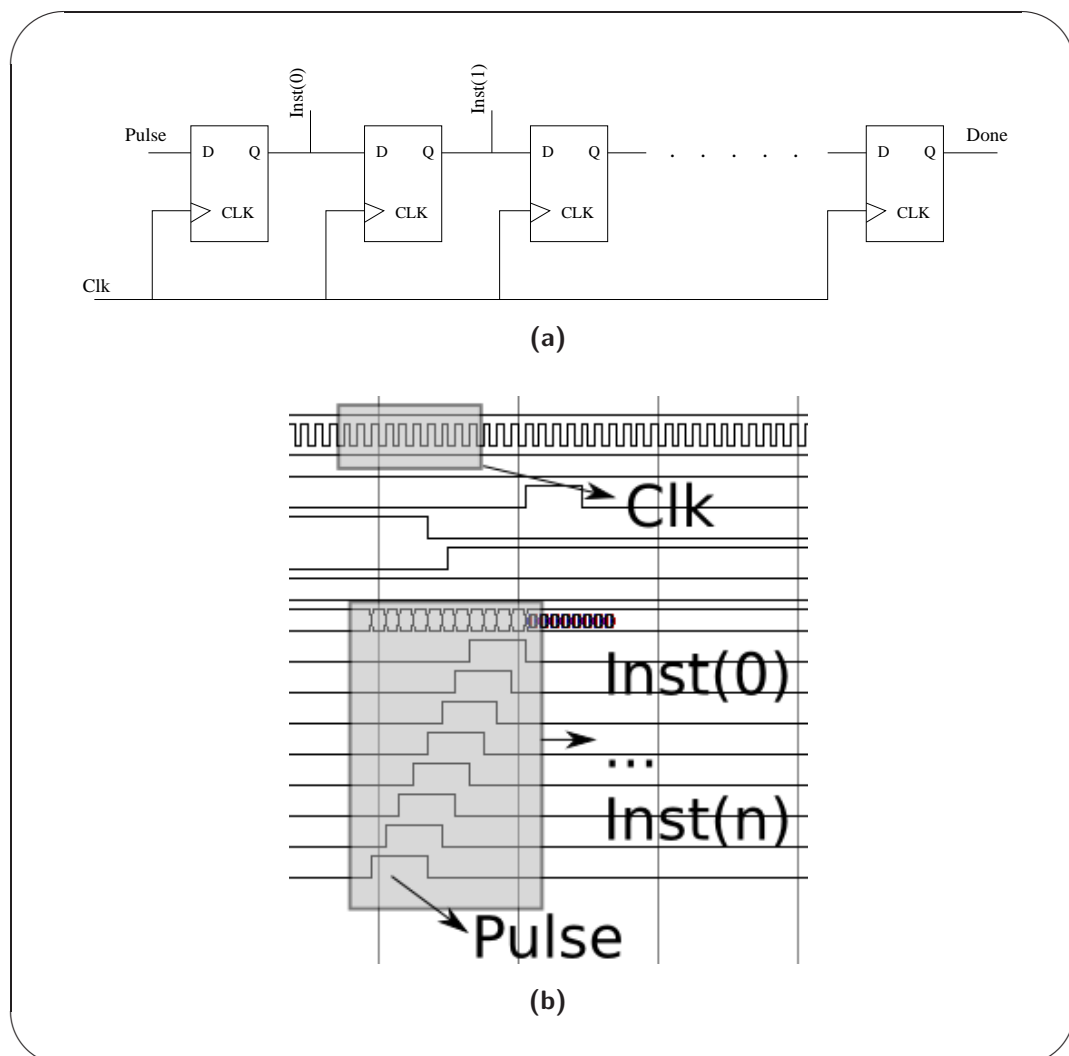 Inst(0)
Inst(1)
Pulse
D Q
D Q
D Q
. . . . .
D Q
Done
CLK
CLK
CLK
CLK
Clk
(a)
Clk
Inst(0)
...
Inst(n)
Pulse
(b)